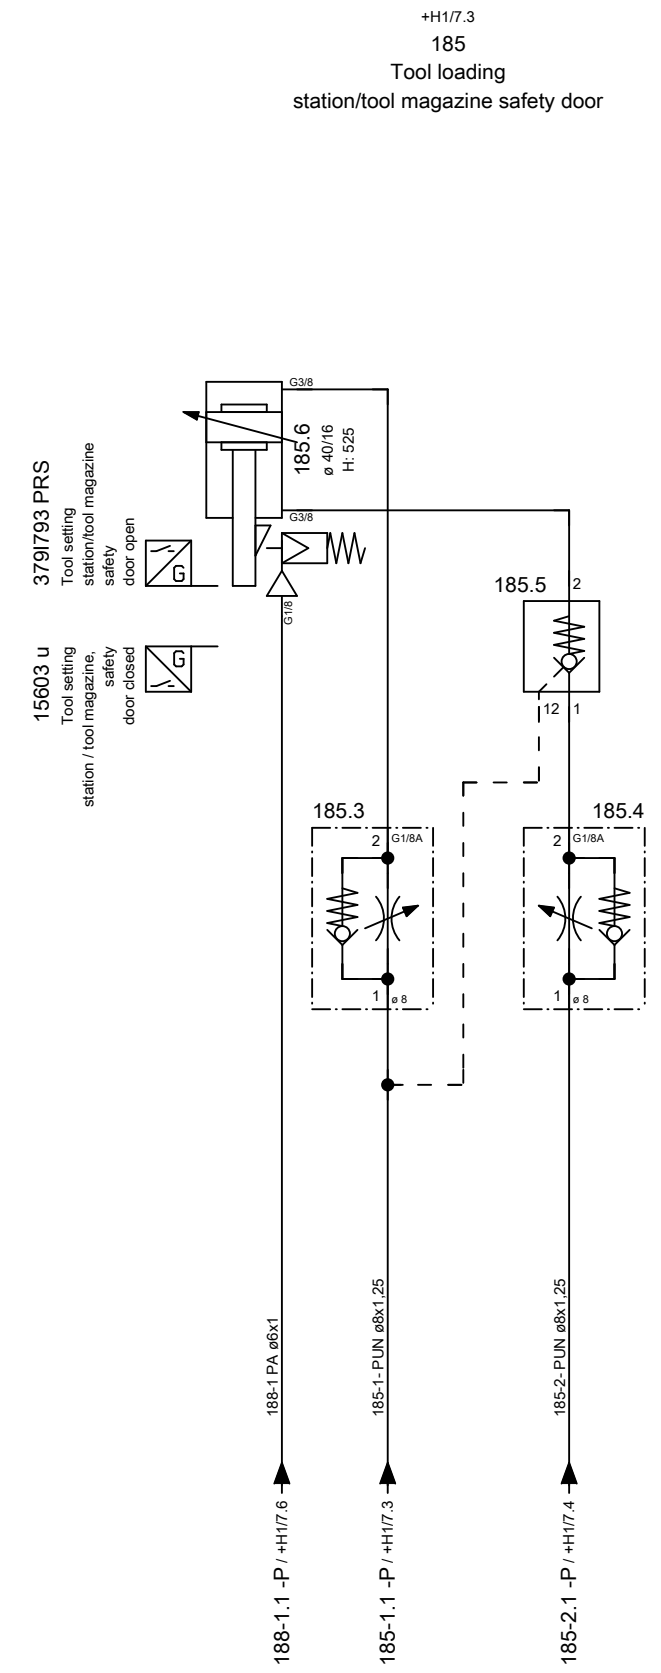 +H1/7.3
185
Tool loading
station/tool magazine safety door
G3/8
185.6
ø 40/16
H: 525
G3/8
379I793 PRS
Tool setting
station/tool magazine
safety
door open
G
G1/8
15603 u
Tool setting
station / tool magazine,
safety
door closed
G
185.5
2
12
1
185.3
2
G1/8A
1
ø 8
185.4
2
G1/8A
1
ø 8
188-1 PA ø6x1
185-1- PUN ø8x1,25
185-2- PUN ø8x1,25
188-1.1 -P / +H1/7.6
185-1.1 -P / +H1/7.3
185-2.1 -P / +H1/7.4